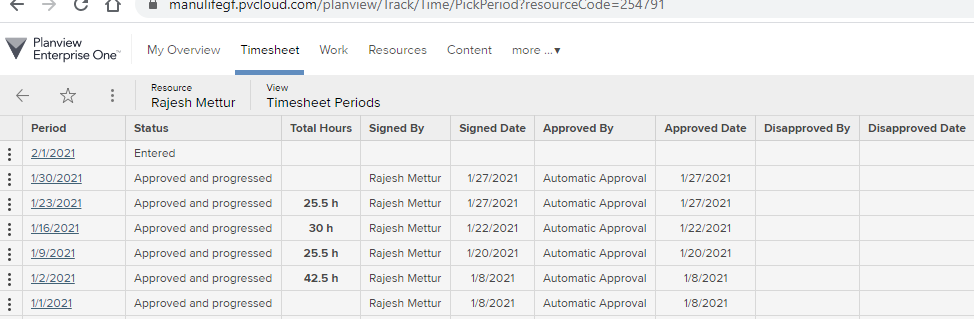 manulifegf.pvcloud.com/planview/Track/Time/PickPeriod?resourceCode=254791
Planview Enterprise One™ My Overview Timesheet Work Resources Content more ...▾
Resource View
Rajesh Mettur Timesheet Periods
Period Status Total Hours Signed By Signed Date Approved By Approved Date Disapproved By Disapproved Date
2/1/2021 Entered
1/30/2021 Approved and progressed Rajesh Mettur 1/27/2021 Automatic Approval 1/27/2021
1/23/2021 Approved and progressed 25.5 h Rajesh Mettur 1/27/2021 Automatic Approval 1/27/2021
1/16/2021 Approved and progressed 30 h Rajesh Mettur 1/22/2021 Automatic Approval 1/22/2021
1/9/2021 Approved and progressed 25.5 h Rajesh Mettur 1/20/2021 Automatic Approval 1/20/2021
1/2/2021 Approved and progressed 42.5 h Rajesh Mettur 1/8/2021 Automatic Approval 1/8/2021
1/1/2021 Approved and progressed Rajesh Mettur 1/8/2021 Automatic Approval 1/8/2021